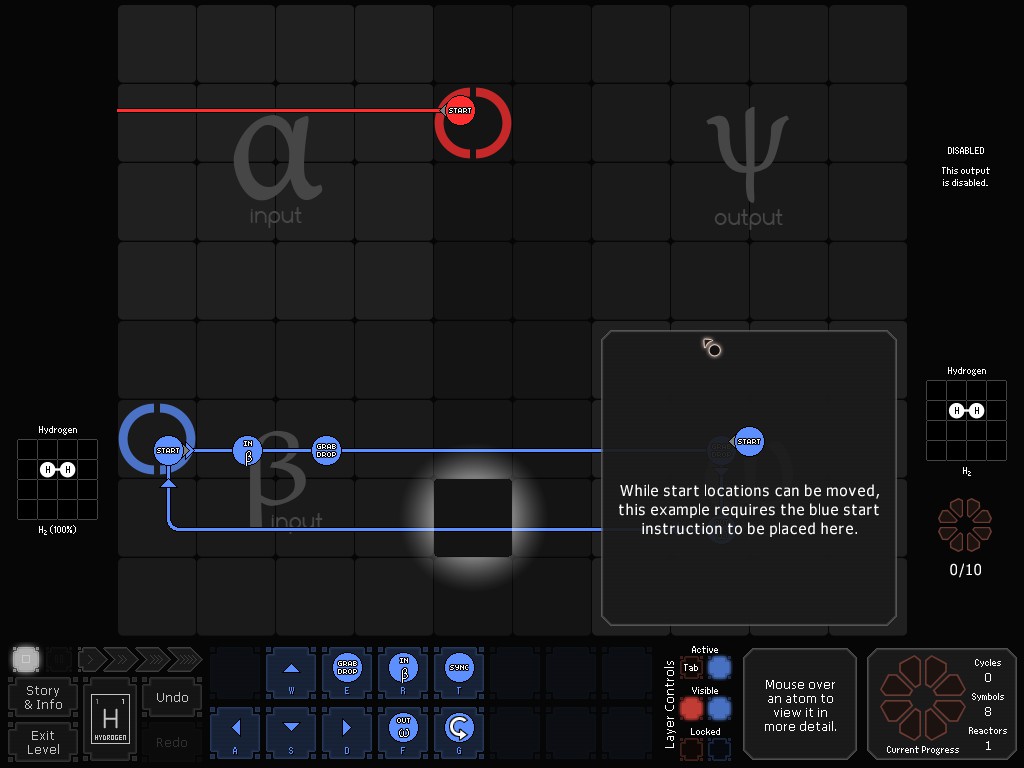 START
α
input
ψ
output
DISABLED
This output
is disabled.
Hydrogen
H H
H₂
0/10
Hydrogen
H H
H₂ (100%)
START
IN
β
GRAB
DROP
β
input
START
While start locations can be moved,
this example requires the blue start
instruction to be placed here.
Story
& Info
Exit
Level
1 1
H
HYDROGEN
Undo
Redo
W
GRAB
DROP
E
IN
β
R
SYNC
T
A
S
D
OUT
ω
F
G
Layer Controls
Active
Tab
Visible
Locked
Mouse over
an atom to
view it in
more detail.
Cycles
0
Symbols
8
Reactors
1
Current Progress